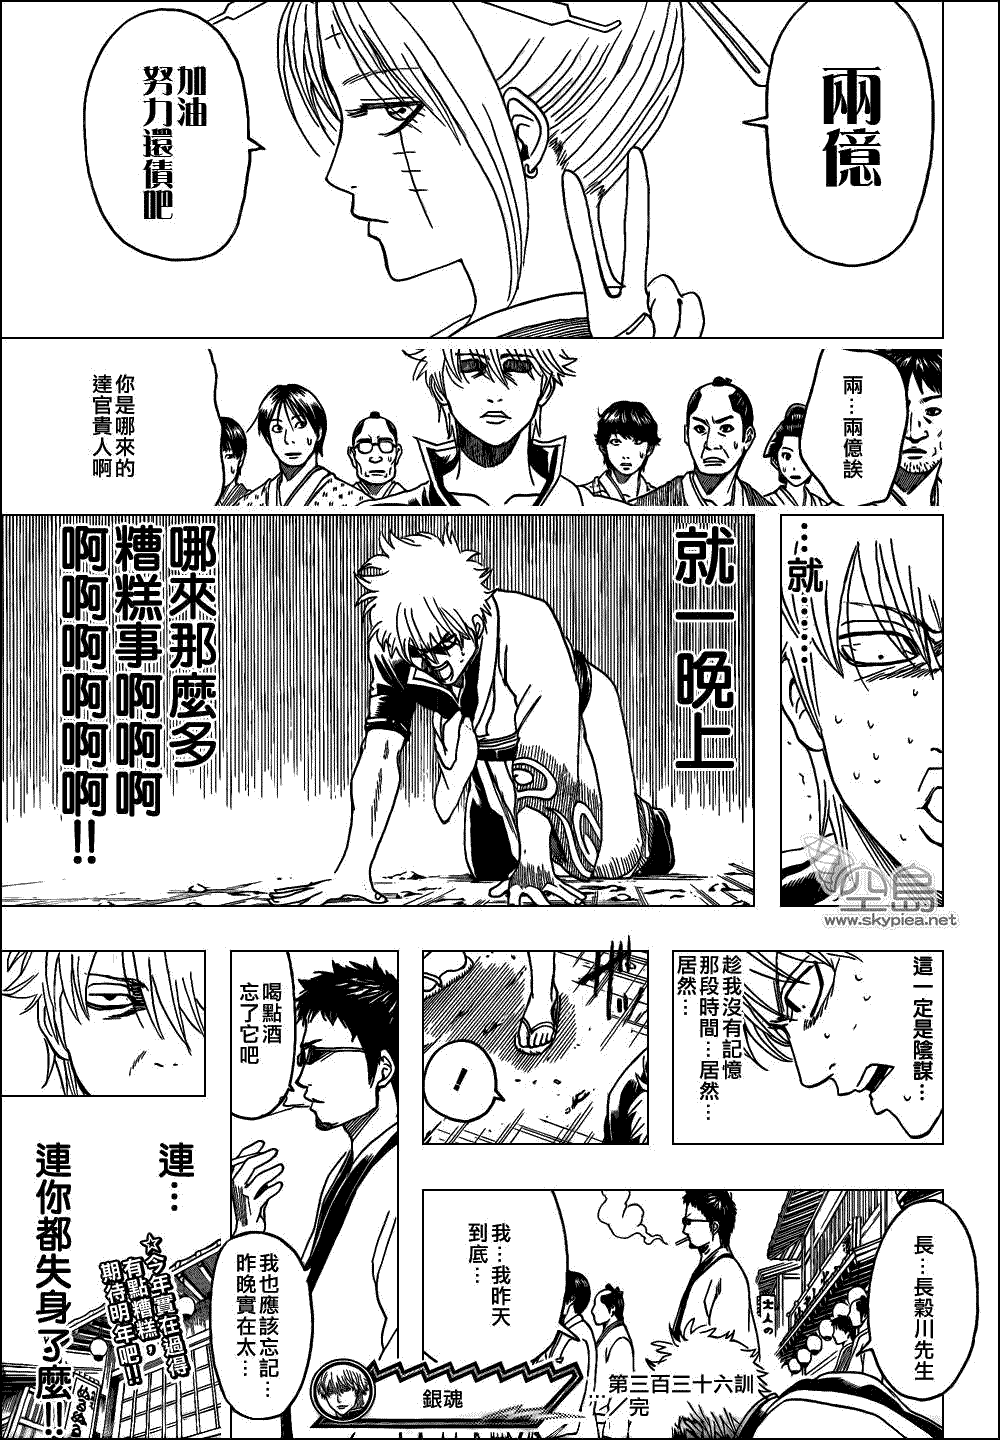 兩億
加油
努力還債吧
兩…兩億誒
你是哪來的
達官貴人啊
…就………
就一晚上
哪來那麼多
糟糕事啊啊啊
啊啊啊啊啊啊!!
空島
www.skypiea.net
這一定是陰謀…
趁我沒有記憶
那段時間…居然…
居然…
!
喝點酒
忘了它吧
長…長穀川先生
我…我昨天
到底…
我也應該忘記…
昨晚實在太…
連…
連你都失身了麼!!
☆今年實在過得
有點糟糕，
期待明年吧!!
銀魂
第三百三十六訓
／完